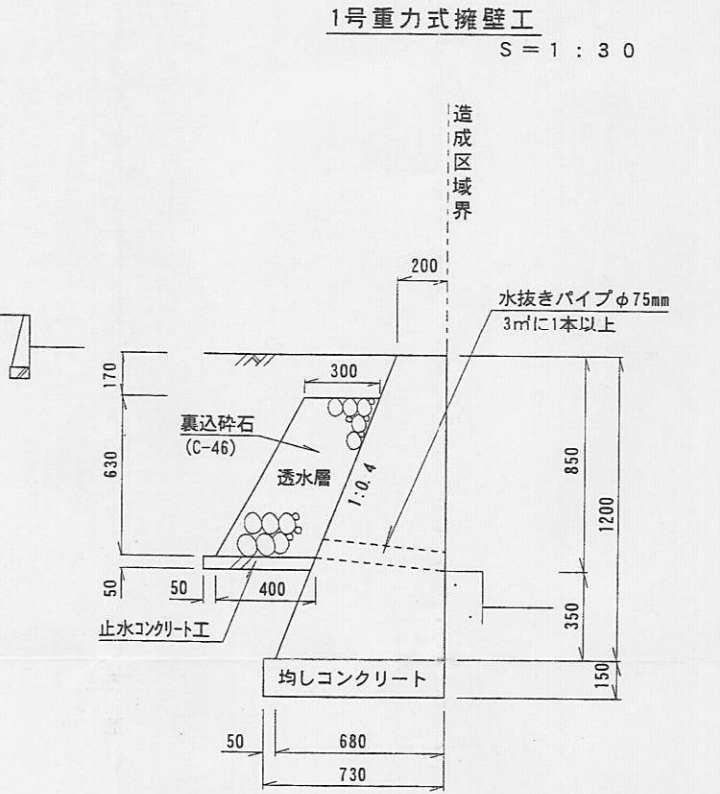 1号重力式擁壁工
S=1:30
造成区域界
200
水抜きパイプφ75mm
3㎡に1本以上
170
300
裏込砕石
(C-46)
630
透水層
1:0.4
850
1200
50
50
400
350
止水コンクリート工
均しコンクリート
150
50
680
730